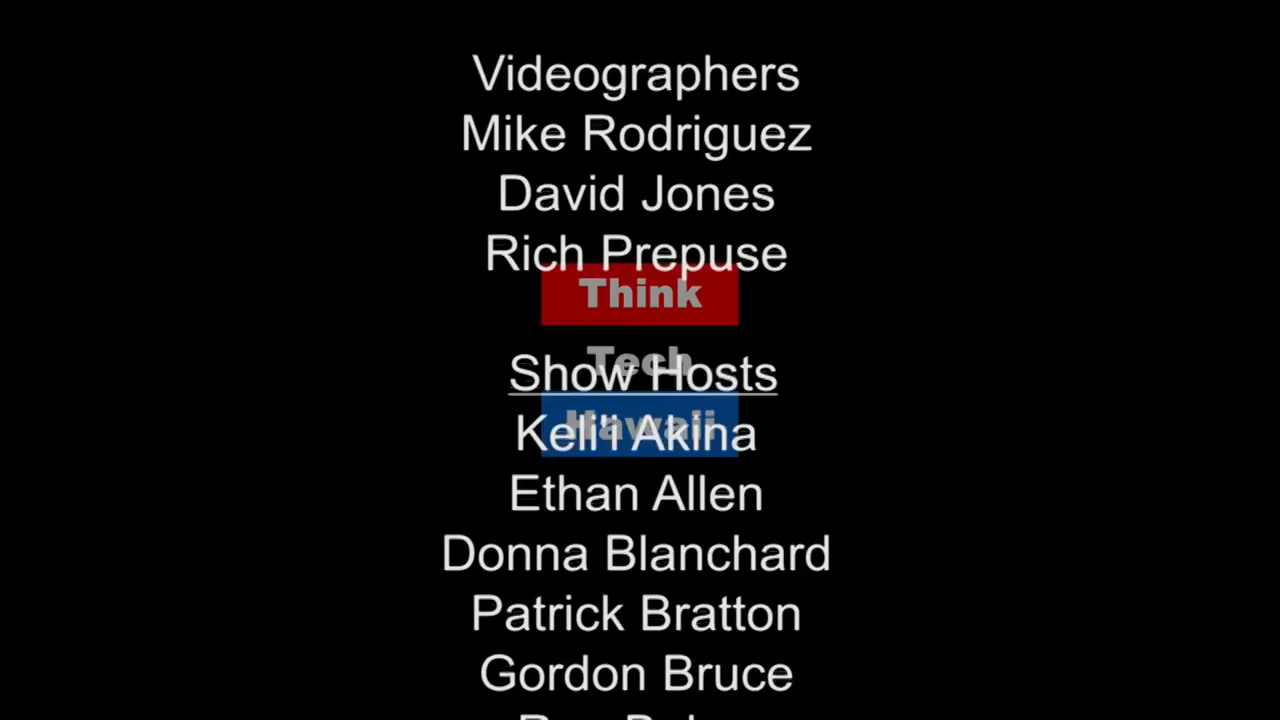 Videographers
Mike Rodriguez
David Jones
Rich Prepuse
Think
Tech
Show Hosts
Hawaii
Keli'i Akina
Ethan Allen
Donna Blanchard
Patrick Bratton
Gordon Bruce